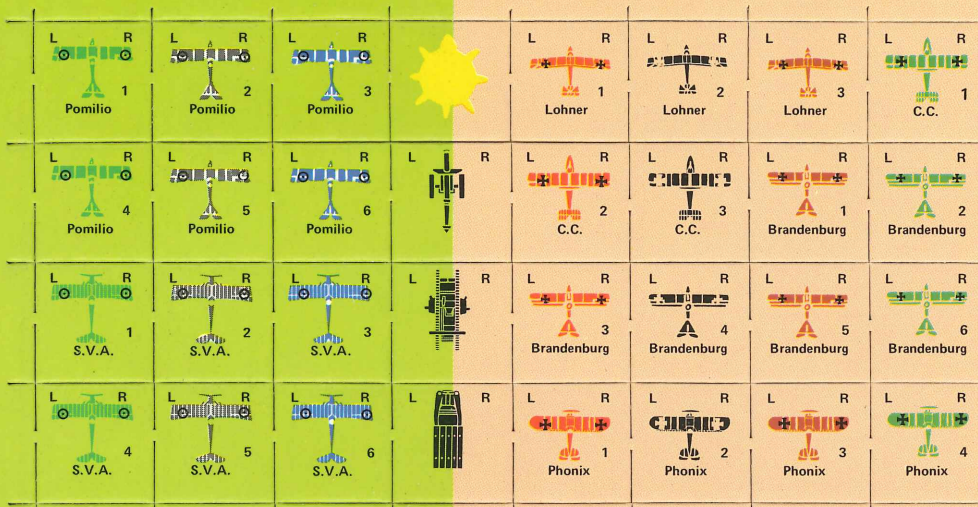 L R L R L R L R L R L R L R
1 2 3 1 2 3 1
Pomilio Pomilio Pomilio Lohner Lohner Lohner C.C.
L R L R L R L R L R L R L R L R
4 5 6 2 3 1 2
Pomilio Pomilio Pomilio C.C. C.C. Brandenburg Brandenburg
L R L R L R L R L R L R L R L R
1 2 3 3 4 5 6
S.V.A. S.V.A. S.V.A. Brandenburg Brandenburg Brandenburg Brandenburg
L R L R L R L R L R L R L R L R
4 5 6 1 2 3 4
S.V.A. S.V.A. S.V.A. Phonix Phonix Phonix Phonix